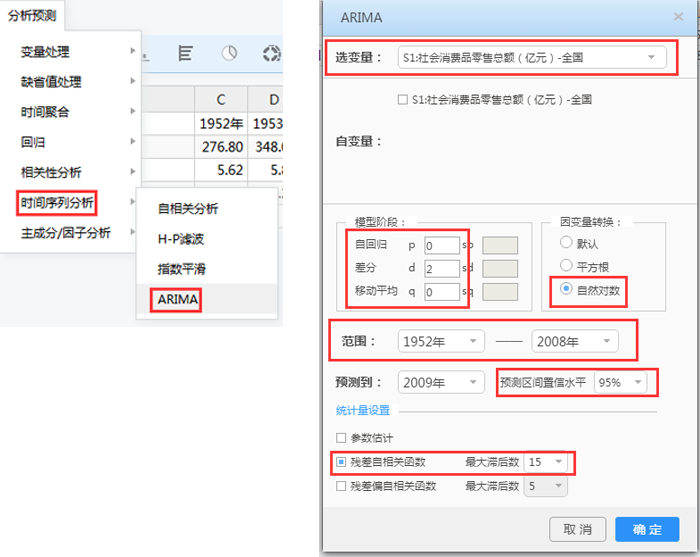 分析预测
变量处理
缺省值处理
时间聚合
回归
相关性分析
时间序列分析
主成分/因子分析
C D
1952年 1953
276.80 348.0
5.62 5.8
自相关分析
H-P滤波
指数平滑
ARIMA
ARIMA
选变量： S1:社会消费品零售总额（亿元）-全国
S1:社会消费品零售总额（亿元）-全国
自变量：
模型阶段：
自回归 p 0 sp
差分 d 2 sd
移动平均 q 0 sq
因变量转换：
默认
平方根
自然对数
范围： 1952年 —— 2008年
预测到： 2009年 预测区间置信水平 95%
统计量设置
参数估计
残差自相关函数 最大滞后数 15
残差偏自相关函数 最大滞后数 5
取 消 确 定